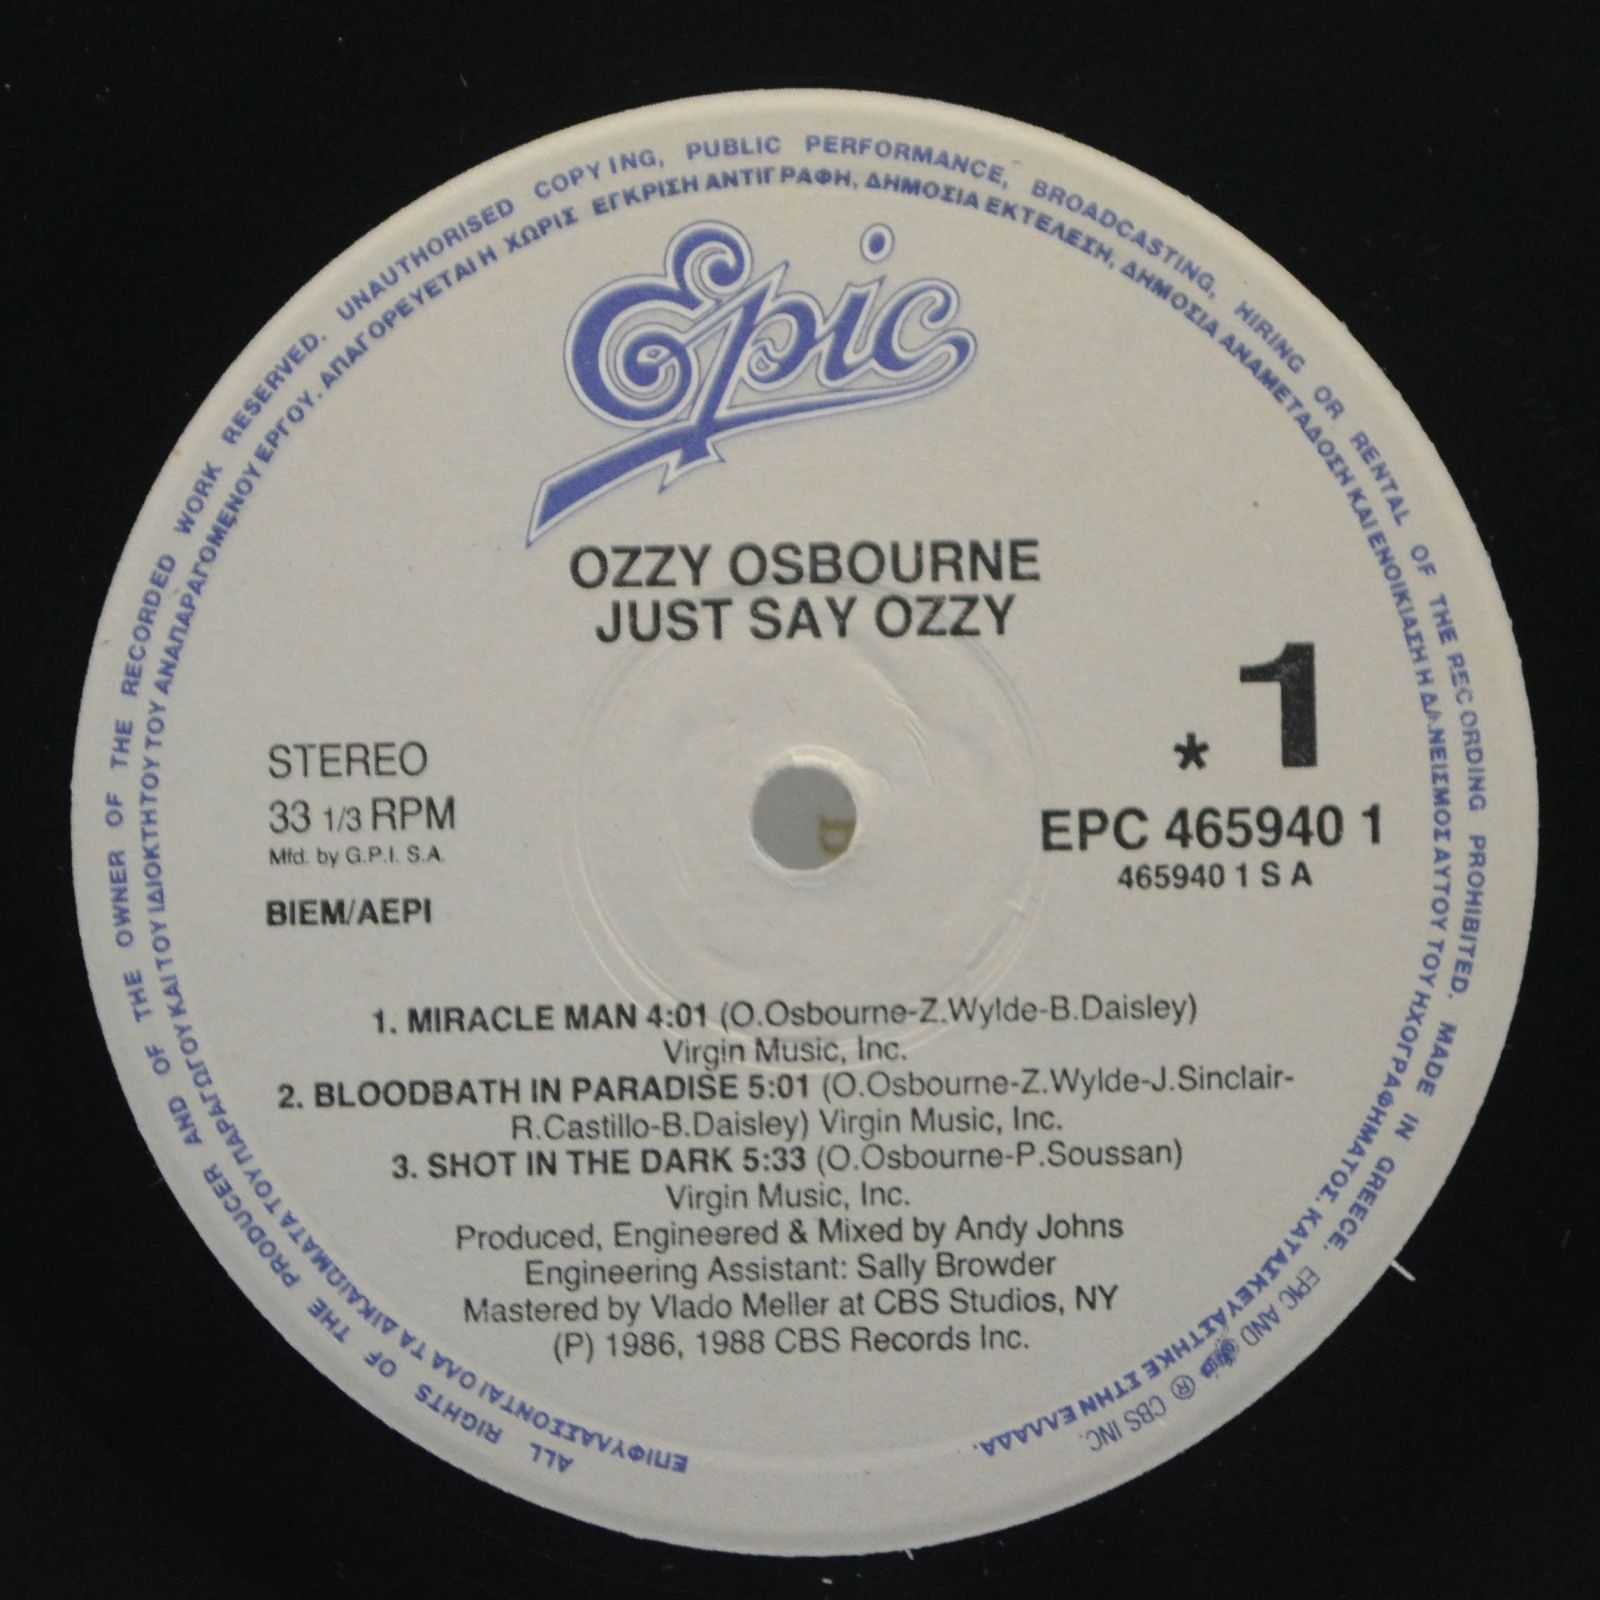 ALL RIGHTS OF THE PRODUCER AND OF THE OWNER OF THE RECORDED WORK RESERVED. UNAUTHORISED COPYING, PUBLIC PERFORMANCE, BROADCASTING, HIRING OR RENTAL OF THE RECORDING PROHIBITED. MADE IN GREECE. EPIC AND Epic ® CBS INC.
ΕΠΙΦΥΛΑΣΣΟΝΤΑΙ ΟΛΑ ΤΑ ΔΙΚΑΙΩΜΑΤΑ ΤΟΥ ΠΑΡΑΓΩΓΟΥ ΚΑΙ ΤΟΥ ΙΔΙΟΚΤΗΤΟΥ ΤΟΥ ΑΝΑΠΑΡΑΓΟΜΕΝΟΥ ΕΡΓΟΥ. ΑΠΑΓΟΡΕΥΕΤΑΙ Η ΧΩΡΙΣ ΕΓΚΡΙΣΗ ΑΝΤΙΓΡΑΦΗ, ΔΗΜΟΣΙΑ ΕΚΤΕΛΕΣΗ, ΔΗΜΟΣΙΑ ΑΝΑΜΕΤΑΔΟΣΗ ΚΑΙ ΕΝΟΙΚΙΑΣΗ Η ΔΑΝΕΙΣΜΟΣ ΑΥΤΟΥ ΤΟΥ ΗΧΟΓΡΑΦΗΜΑΤΟΣ. ΚΑΤΑΣΚΕΥΑΣΤΗΚΕ ΣΤΗΝ ΕΛΛΑΔΑ.
Epic
OZZY OSBOURNE
JUST SAY OZZY
* 1
STEREO
33 1/3 RPM
Mfd. by G.P.I. S.A.
BIEM/AEPI
EPC 465940 1
465940 1 S A
1. MIRACLE MAN 4:01 (O.Osbourne-Z.Wylde-B.Daisley)
Virgin Music, Inc.
2. BLOODBATH IN PARADISE 5:01 (O.Osbourne-Z.Wylde-J.Sinclair-
R.Castillo-B.Daisley) Virgin Music, Inc.
3. SHOT IN THE DARK 5:33 (O.Osbourne-P.Soussan)
Virgin Music, Inc.
Produced, Engineered & Mixed by Andy Johns
Engineering Assistant: Sally Browder
Mastered by Vlado Meller at CBS Studios, NY
(P) 1986, 1988 CBS Records Inc.